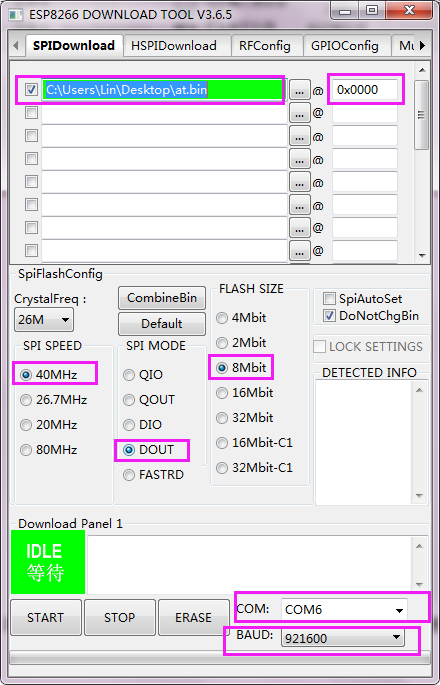 ESP8266 DOWNLOAD TOOL V3.6.5
SPIDownload HSPIDownload RFConfig GPIOConfig Mu
C:\Users\Lin\Desktop\at.bin ... @ 0x0000
... @
... @
... @
... @
... @
... @
... @
SpiFlashConfig
CrystalFreq :
26M
CombineBin
Default
SPI SPEED
40MHz
26.7MHz
20MHz
80MHz
SPI MODE
QIO
QOUT
DIO
DOUT
FASTRD
FLASH SIZE
4Mbit
2Mbit
8Mbit
16Mbit
32Mbit
16Mbit-C1
32Mbit-C1
SpiAutoSet
DoNotChgBin
LOCK SETTINGS
DETECTED INFO
Download Panel 1
IDLE
等待
START STOP ERASE
COM: COM6
BAUD: 921600